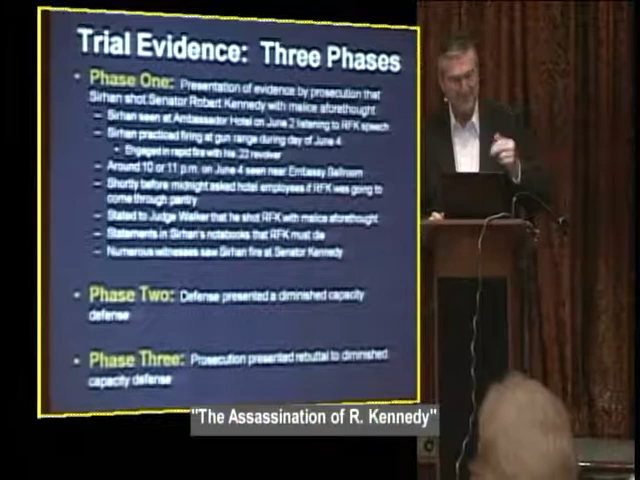 Trial Evidence: Three Phases
• Phase One: Presentation of evidence by prosecution that
Sirhan shot Senator Robert Kennedy with malice aforethought
– Sirhan seen at Ambassador Hotel on June 2 listening to RFK speech
– Sirhan practiced firing at gun range during day of June 4
• Engaged in rapid fire with his .22 revolver
– Around 10 or 11 p.m. on June 4 seen near Embassy Ballroom
– Shortly before midnight asked hotel employees if RFK was going to
come through pantry
– Stated to Judge Walker that he shot RFK with malice aforethought
– Statements in Sirhan's notebooks that RFK must die
– Numerous witnesses saw Sirhan fire at Senator Kennedy
• Phase Two: Defense presented a diminished capacity
defense
• Phase Three: Prosecution presented rebuttal to diminished
capacity defense
"The Assassination of R. Kennedy"